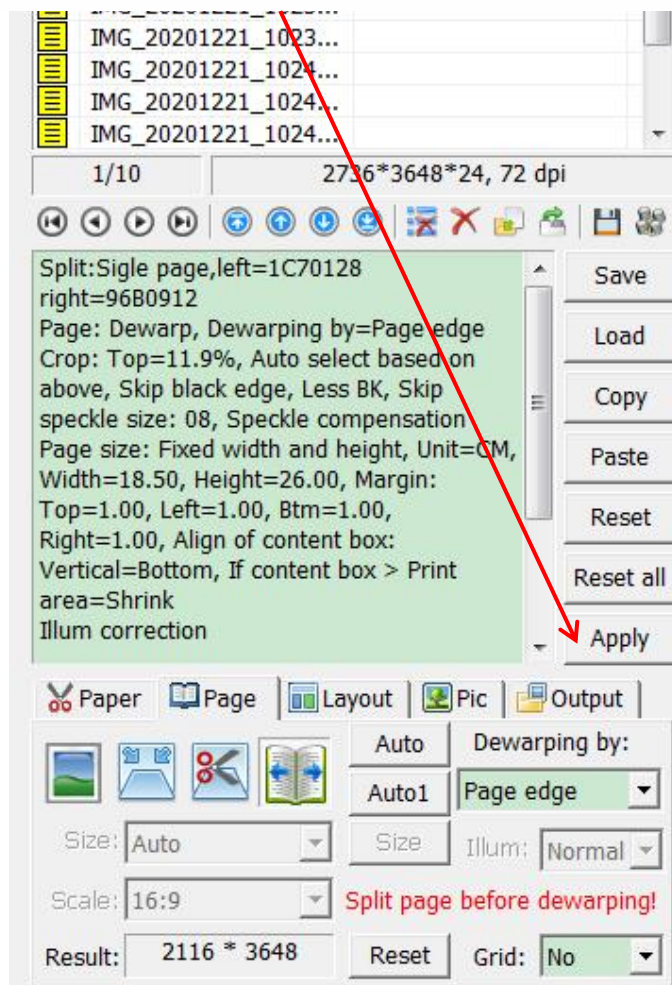 IMG_20201221_1023...
IMG_20201221_1024...
IMG_20201221_1024...
IMG_20201221_1024...
1/10 2736*3648*24, 72 dpi
Split:Sigle page,left=1C70128
right=96B0912
Page: Dewarp, Dewarping by=Page edge
Crop: Top=11.9%, Auto select based on
above, Skip black edge, Less BK, Skip
speckle size: 08, Speckle compensation
Page size: Fixed width and height, Unit=CM,
Width=18.50, Height=26.00, Margin:
Top=1.00, Left=1.00, Btm=1.00,
Right=1.00, Align of content box:
Vertical=Bottom, If content box > Print
area=Shrink
Illum correction
Save
Load
Copy
Paste
Reset
Reset all
Apply
Paper Page Layout Pic Output
Auto Dewarping by:
Auto1 Page edge
Size: Auto Size Illum: Normal
Scale: 16:9 Split page before dewarping!
Result: 2116 * 3648 Reset Grid: No